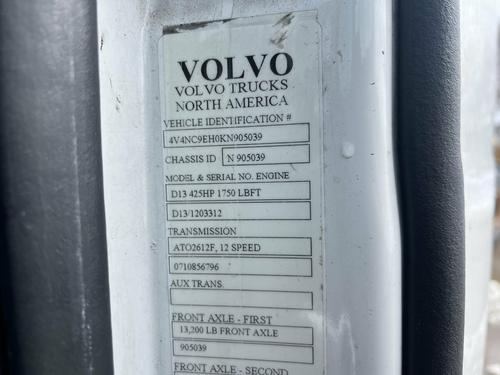 VOLVO
VOLVO TRUCKS
NORTH AMERICA
VEHICLE IDENTIFICATION #
4V4NC9EH0KN905039
CHASSIS ID N 905039
MODEL & SERIAL NO. ENGINE
D13 425HP 1750 LBFT
D13/1203312
TRANSMISSION
ATO2612F, 12 SPEED
0710856796
AUX TRANS.
FRONT AXLE - FIRST
13,200 LB FRONT AXLE
905039
FRONT AXLE - SECOND